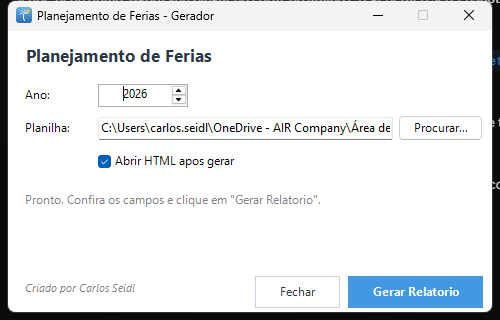 Planejamento de Ferias - Gerador
Planejamento de Ferias
Ano: 2026
Planilha: C:\Users\carlos.seidl\OneDrive - AIR Company\Área de Procurar...
Abrir HTML apos gerar
Pronto. Confira os campos e clique em "Gerar Relatorio".
Criado por Carlos Seidl
Fechar
Gerar Relatorio